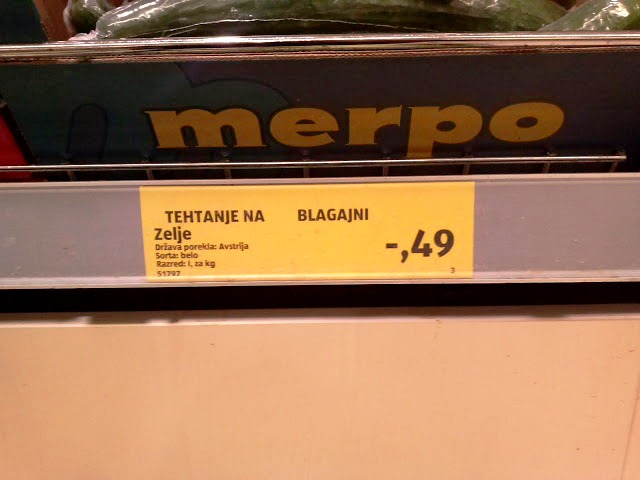 merpo
TEHTANJE NA BLAGAJNI
Zelje
Država porekla: Avstrija
Sorta: belo
Razred: I, za kg
51797
-,49
3